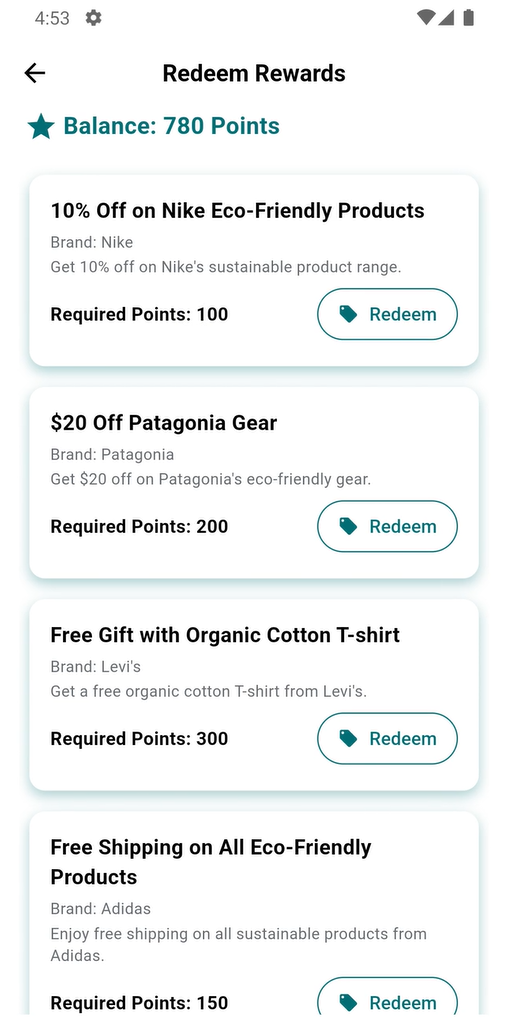 4:53
Redeem Rewards
Balance: 780 Points
10% Off on Nike Eco-Friendly Products
Brand: Nike
Get 10% off on Nike's sustainable product range.
Required Points: 100
Redeem
$20 Off Patagonia Gear
Brand: Patagonia
Get $20 off on Patagonia's eco-friendly gear.
Required Points: 200
Redeem
Free Gift with Organic Cotton T-shirt
Brand: Levi's
Get a free organic cotton T-shirt from Levi's.
Required Points: 300
Redeem
Free Shipping on All Eco-Friendly
Products
Brand: Adidas
Enjoy free shipping on all sustainable products from
Adidas.
Required Points: 150
Redeem